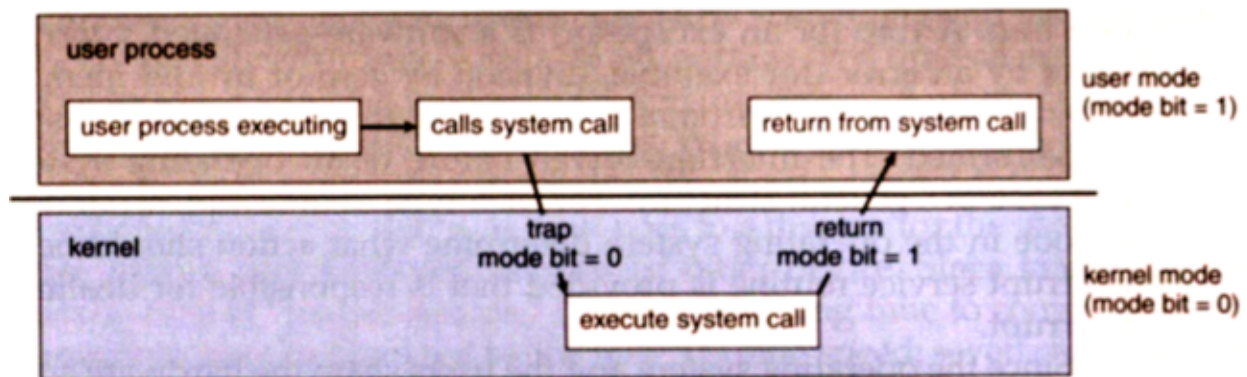 user process
user process executing
calls system call
return from system call
user mode
(mode bit = 1)
kernel
trap
mode bit = 0
return
mode bit = 1
execute system call
kernel mode
(mode bit = 0)